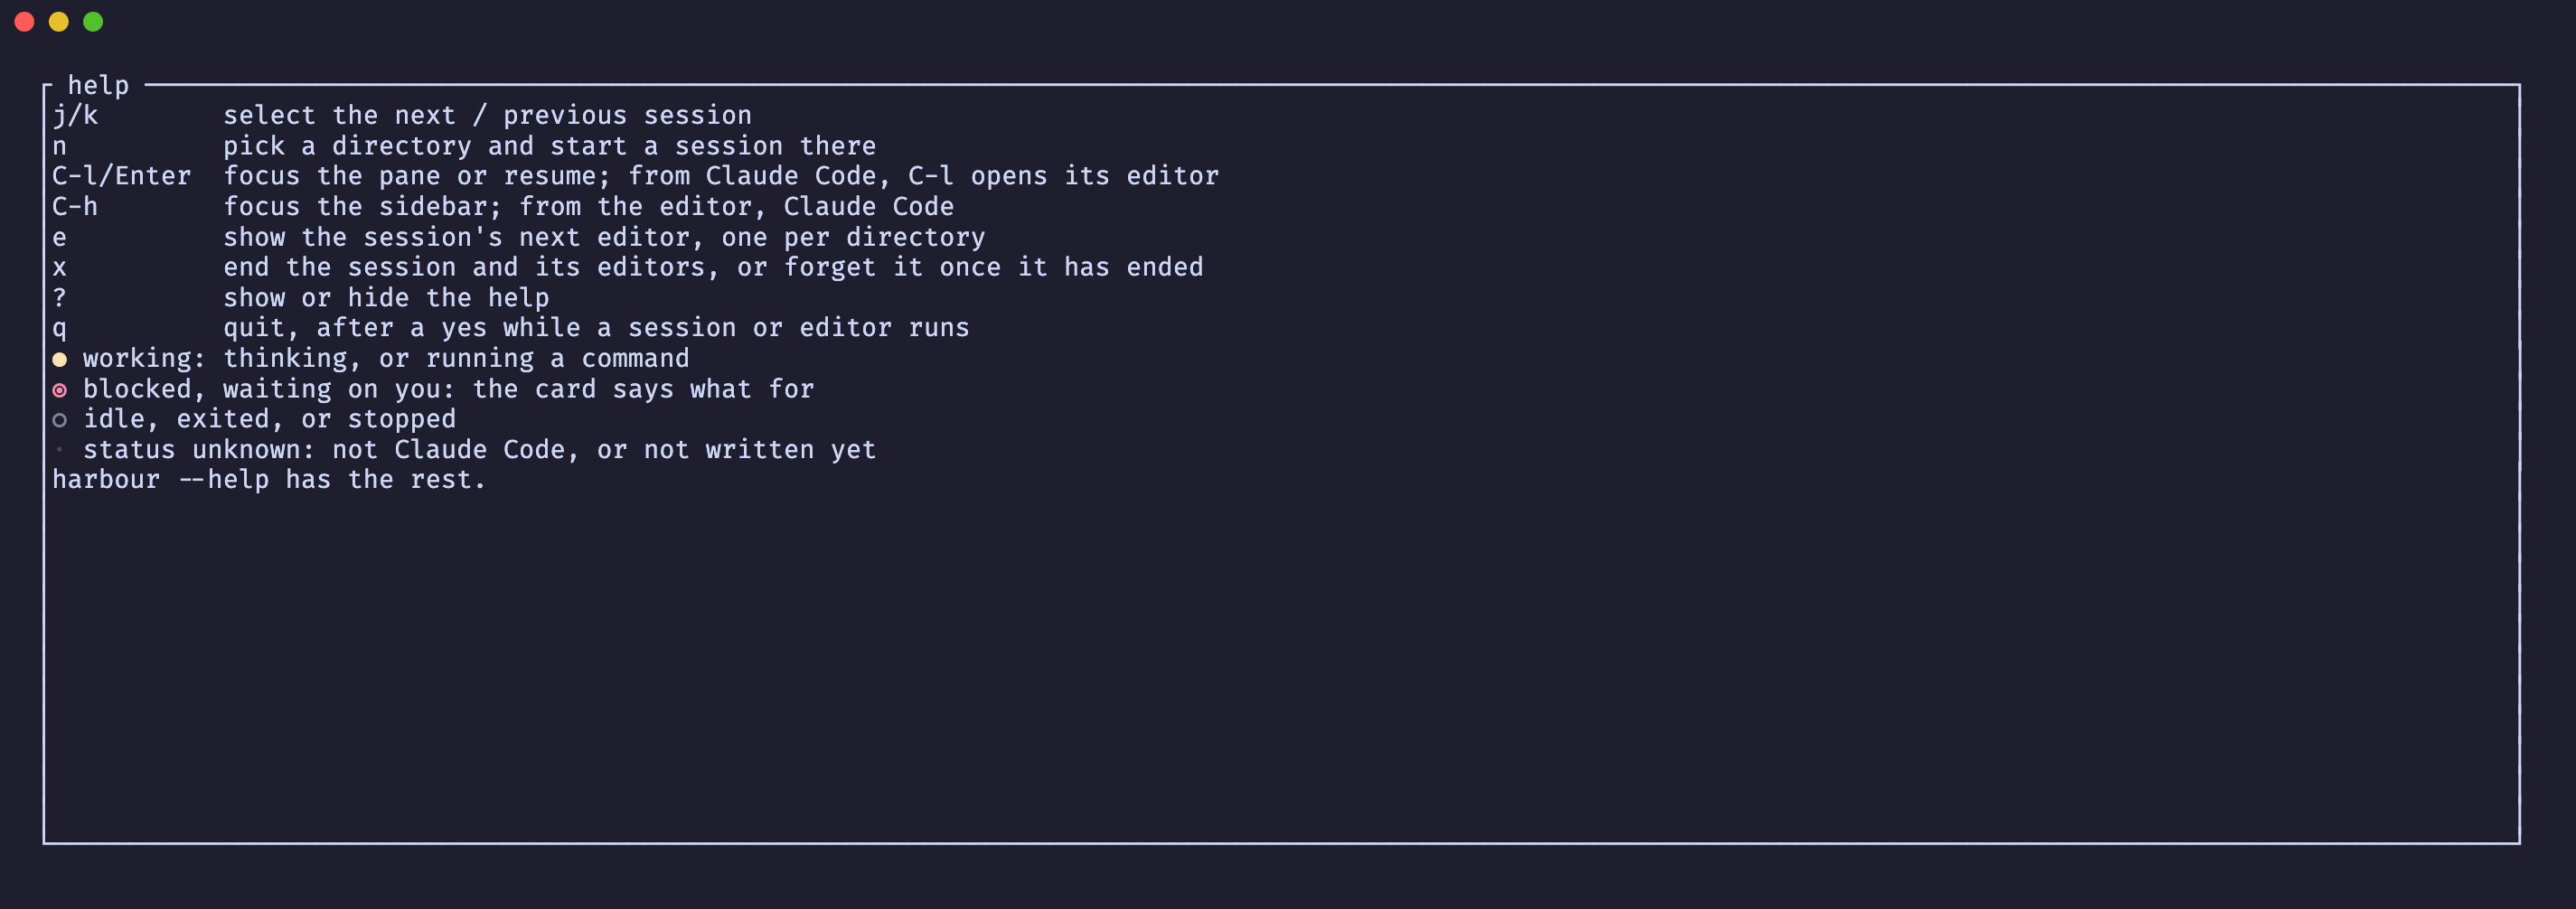 help
j/k        select the next / previous session
n          pick a directory and start a session there
C-l/Enter  focus the pane or resume; from Claude Code, C-l opens its editor
C-h        focus the sidebar; from the editor, Claude Code
e          show the session's next editor, one per directory
x          end the session and its editors, or forget it once it has ended
?          show or hide the help
q          quit, after a yes while a session or editor runs
● working: thinking, or running a command
◉ blocked, waiting on you: the card says what for
○ idle, exited, or stopped
· status unknown: not Claude Code, or not written yet
harbour --help has the rest.